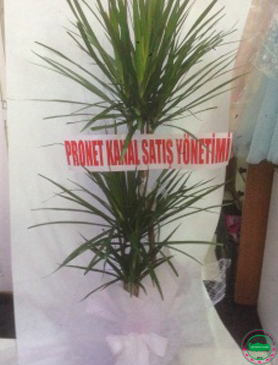 PRONET KANAL SATIŞ YÖNETİMİ